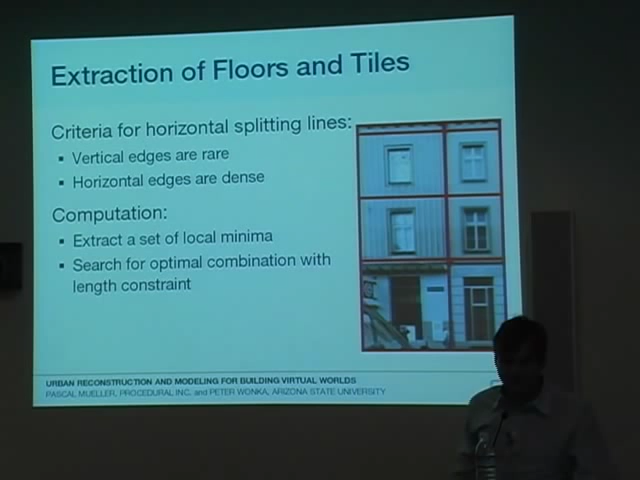 Extraction of Floors and Tiles
Criteria for horizontal splitting lines:
▪ Vertical edges are rare
▪ Horizontal edges are dense
Computation:
▪ Extract a set of local minima
▪ Search for optimal combination with
length constraint
URBAN RECONSTRUCTION AND MODELING FOR BUILDING VIRTUAL WORLDS
PASCAL MUELLER, PROCEDURAL INC. and PETER WONKA, ARIZONA STATE UNIVERSITY